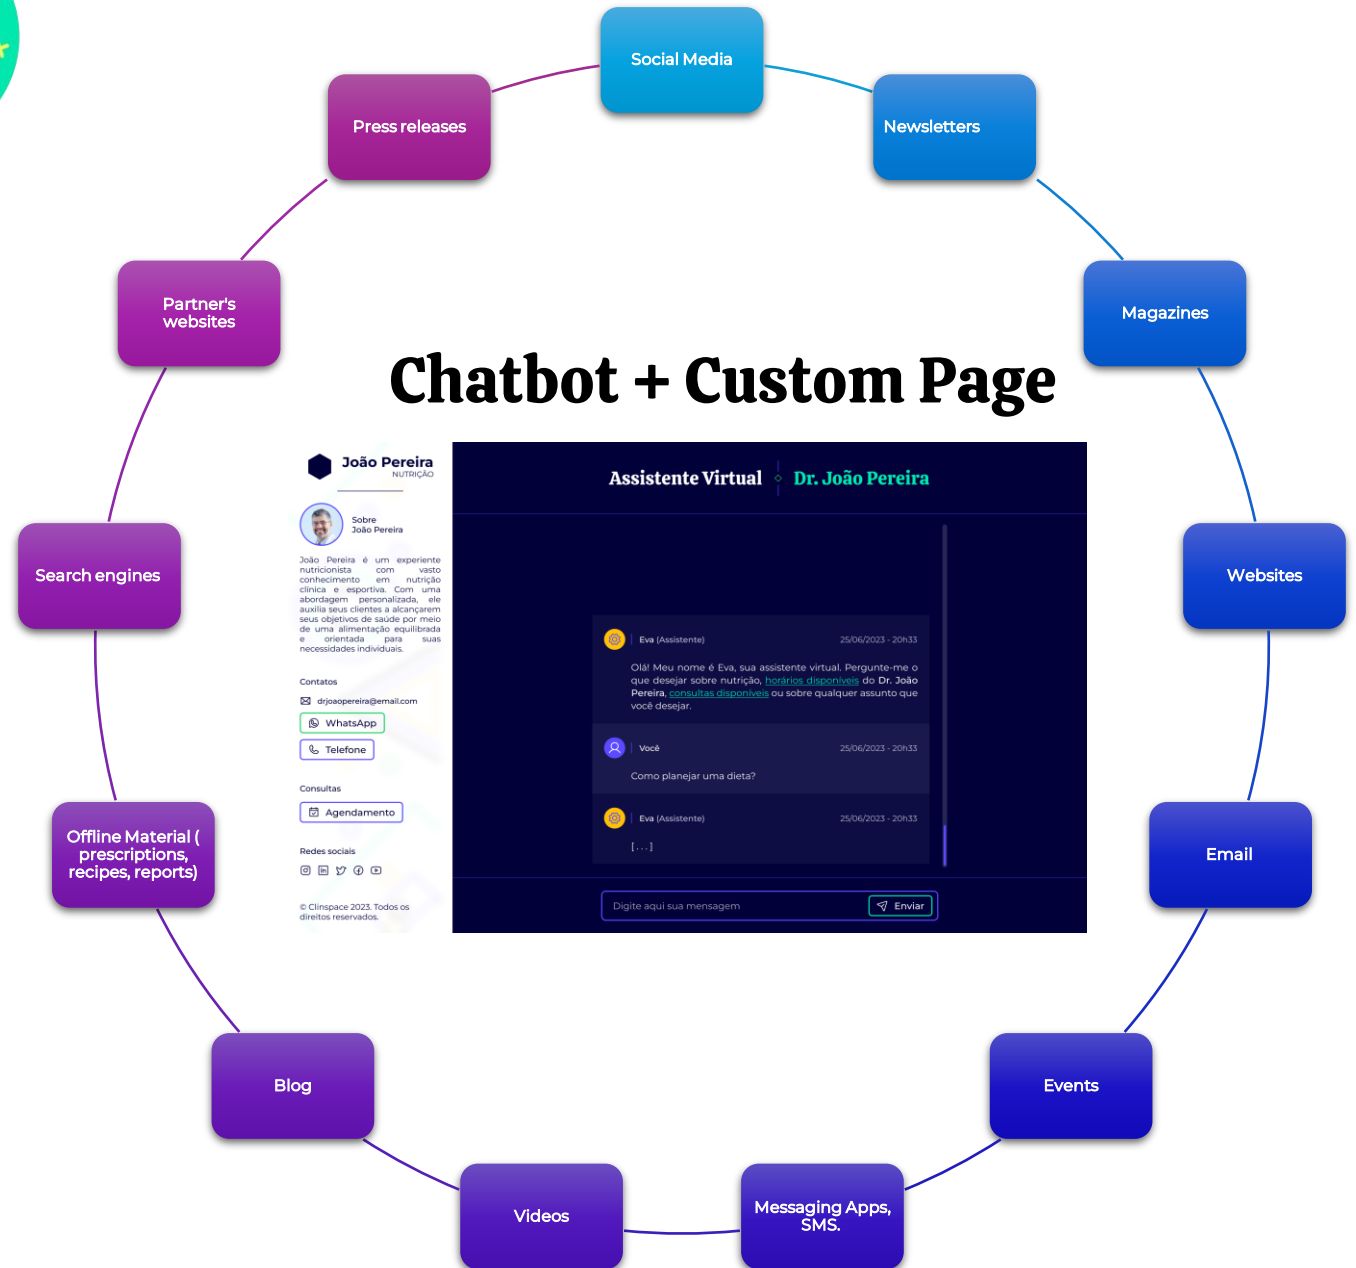 Social Media
Press releases
Newsletters
Partner's
websites
Magazines
Chatbot + Custom Page
João Pereira
NUTRIÇÃO
Sobre
João Pereira
João Pereira é um experiente
nutricionista com vasto
conhecimento em nutrição
clínica e esportiva. Com uma
abordagem personalizada, ele
auxilia seus clientes a alcançarem
seus objetivos de saúde por meio
de uma alimentação equilibrada
e orientada para suas
necessidades individuais.
Contatos
drjoaopereira@email.com
WhatsApp
Telefone
Consultas
Agendamento
Redes sociais
© Clinspace 2023. Todos os
direitos reservados.
Assistente Virtual
Dr. João Pereira
Eva (Assistente) 25/06/2023 - 20h33
Olá! Meu nome é Eva, sua assistente virtual. Pergunte-me o
que desejar sobre nutrição, horários disponíveis do Dr. João
Pereira, consultas disponíveis ou sobre qualquer assunto que
você desejar.
Você 25/06/2023 - 20h33
Como planejar uma dieta?
Eva (Assistente) 25/06/2023 - 20h33
[ . . . ]
Digite aqui sua mensagem
Enviar
Search engines
Websites
Offline Material (
prescriptions,
recipes, reports)
Email
Blog
Events
Videos
Messaging Apps,
SMS.